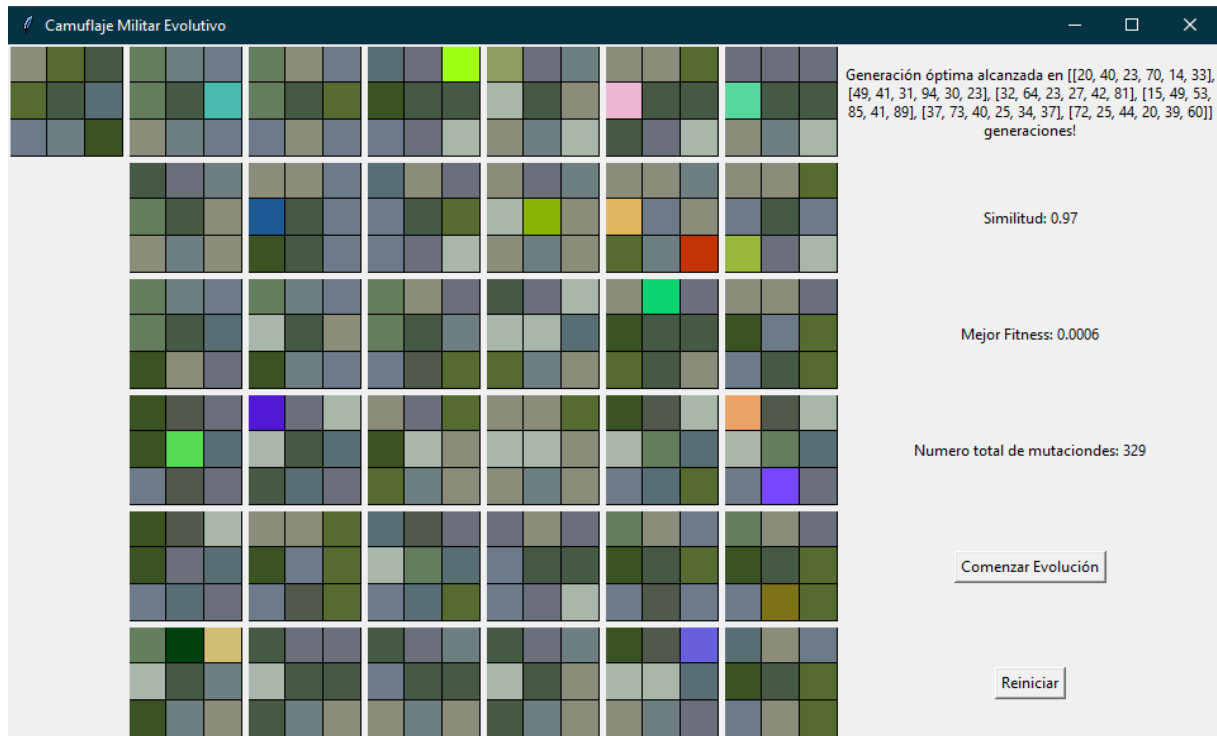 Camuflaje Militar Evolutivo
Generación óptima alcanzada en [[20, 40, 23, 70, 14, 33],
[49, 41, 31, 94, 30, 23], [32, 64, 23, 27, 42, 81], [15, 49, 53,
85, 41, 89], [37, 73, 40, 25, 34, 37], [72, 25, 44, 20, 39, 60]]
generaciones!
Similitud: 0.97
Mejor Fitness: 0.0006
Numero total de mutaciondes: 329
Comenzar Evolución
Reiniciar